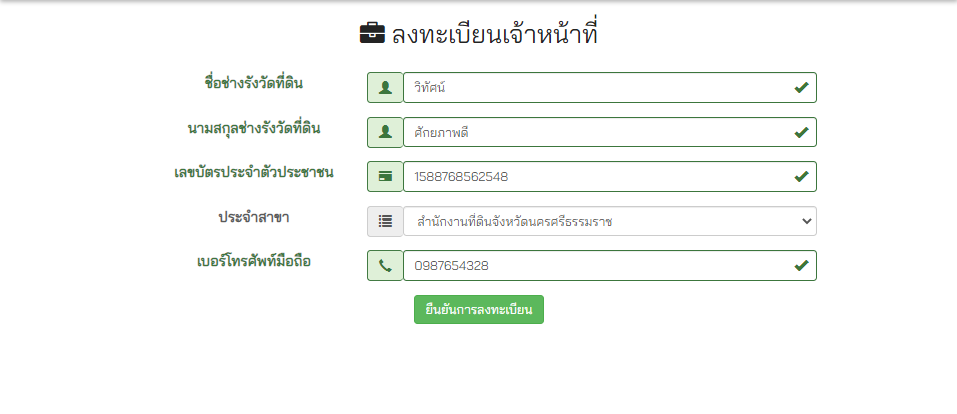 ลงทะเบียนเจ้าหน้าที่
ชื่อช่างรังวัดที่ดิน วิทัศน์
นามสกุลช่างรังวัดที่ดิน ศักยภาพดี
เลขบัตรประจำตัวประชาชน 1588768562548
ประจำสาขา สำนักงานที่ดินจังหวัดนครศรีธรรมราช
เบอร์โทรศัพท์มือถือ 0987654328
ยืนยันการลงทะเบียน